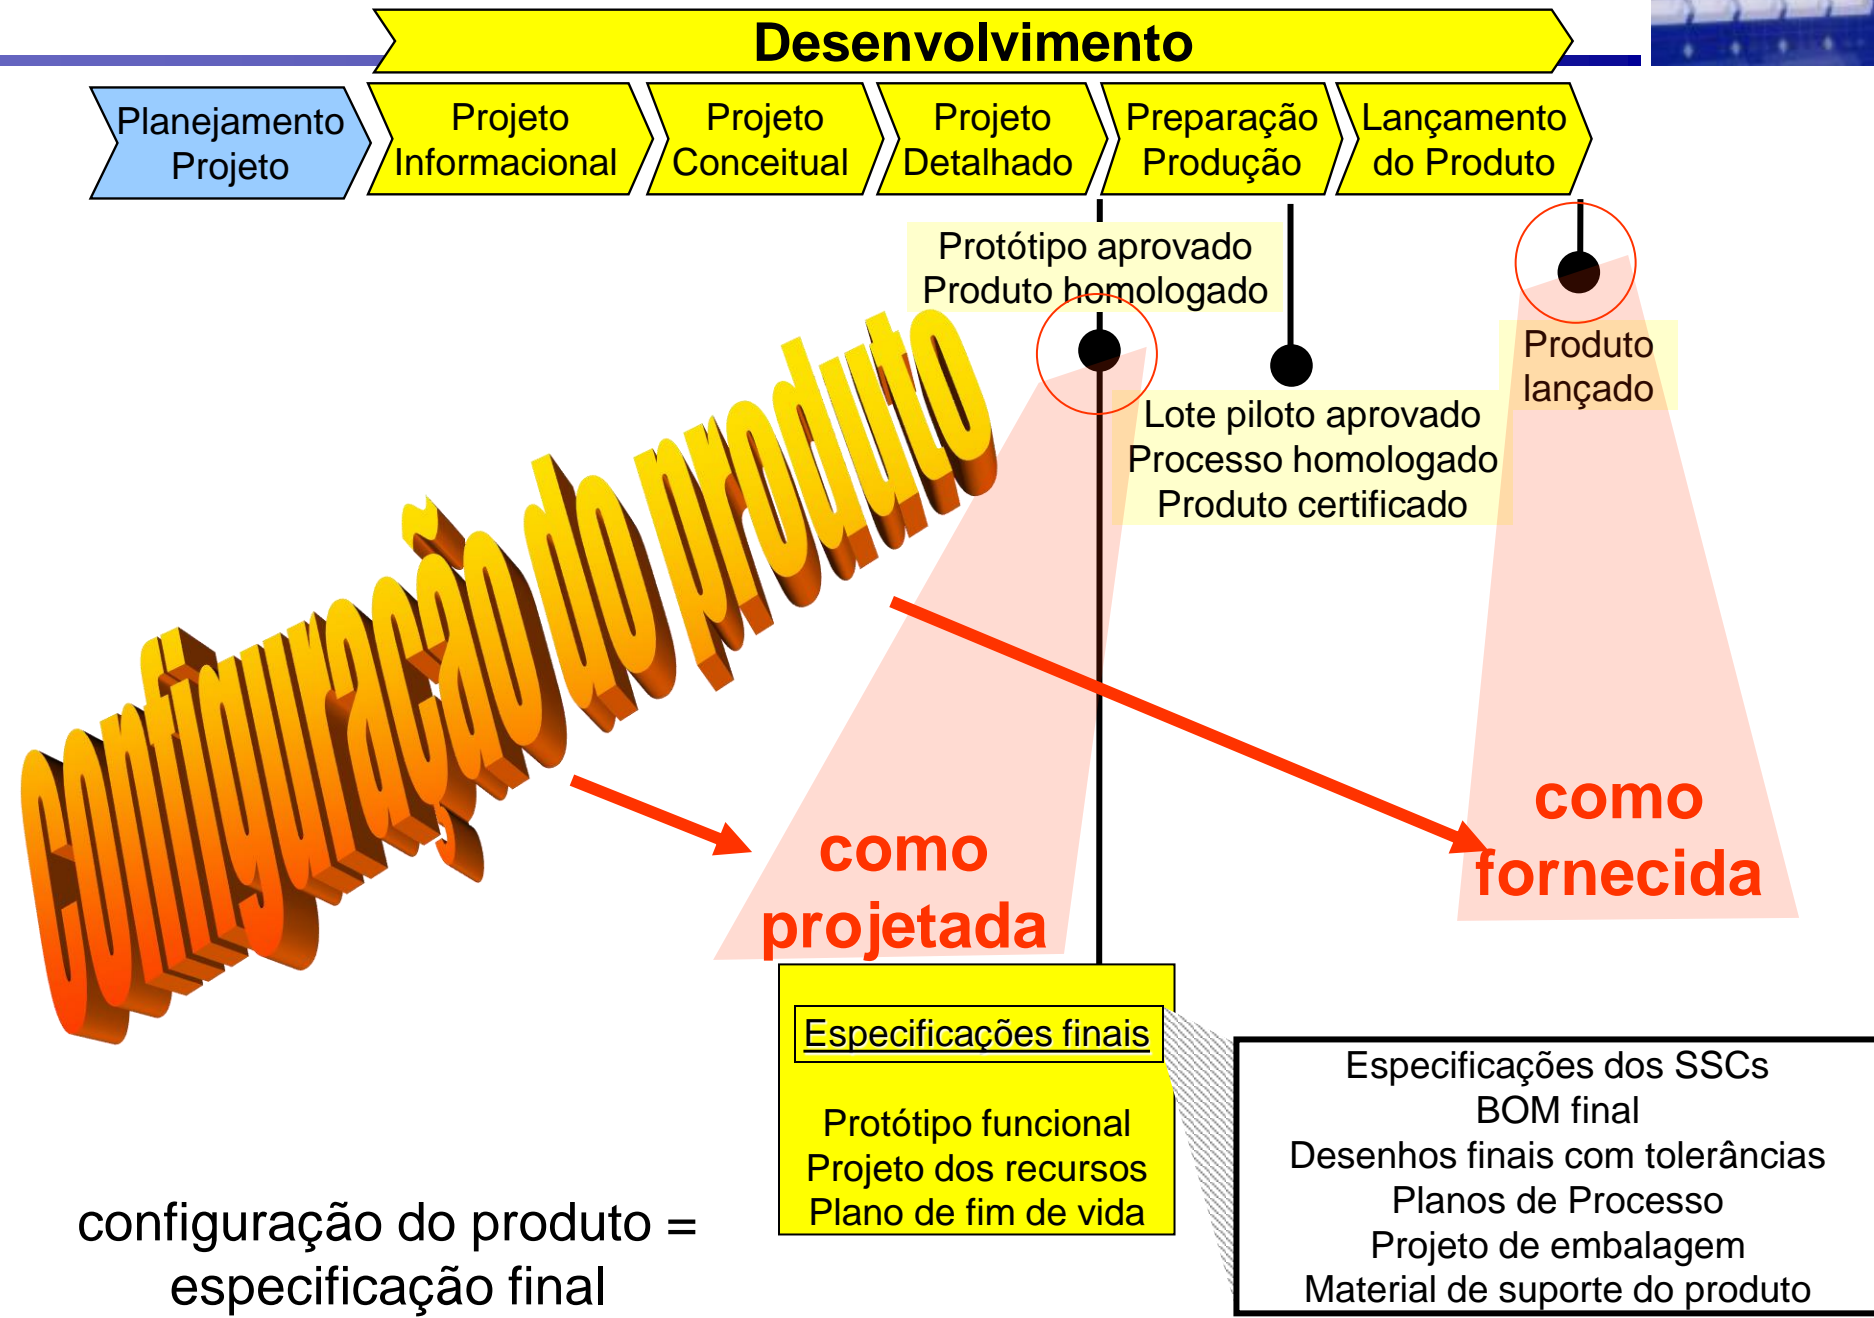 Desenvolvimento
Planejamento
Projeto
Projeto
Informacional
Projeto
Conceitual
Projeto
Detalhado
Preparação
Produção
Lançamento
do Produto
Protótipo aprovado
Produto homologado
Lote piloto aprovado
Processo homologado
Produto certificado
Produto
lançado
configuração do produto
como
projetada
como
fornecida
Especificações finais
Protótipo funcional
Projeto dos recursos
Plano de fim de vida
Especificações dos SSCs
BOM final
Desenhos finais com tolerâncias
Planos de Processo
Projeto de embalagem
Material de suporte do produto
configuração do produto =
especificação final